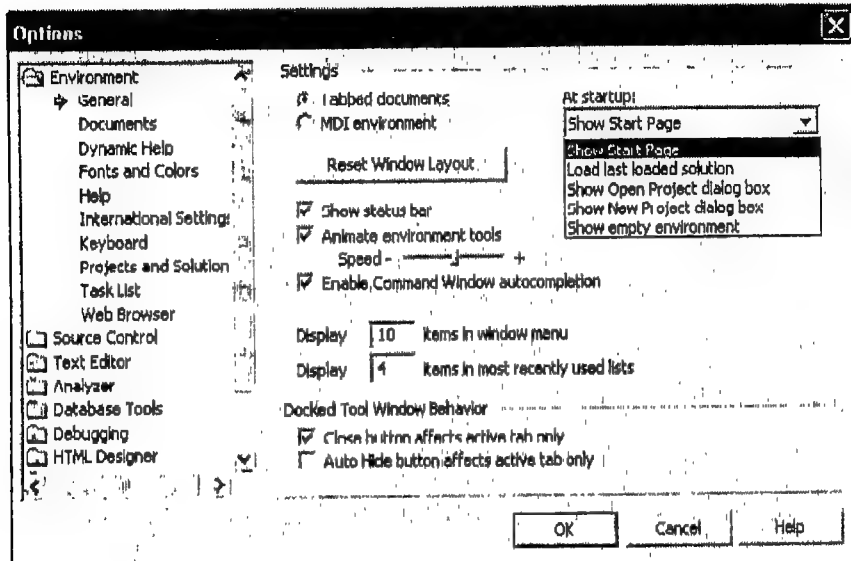 Options
Environment
General
Documents
Dynamic Help
Fonts and Colors
Help
International Settings
Keyboard
Projects and Solution
Task List
Web Browser
Source Control
Text Editor
Analyzer
Database Tools
Debugging
HTML Designer
Settings
Tabbed documents
MDI environment
At startup:
Show Start Page
Show Start Page
Load last loaded solution
Show Open Project dialog box
Show New Project dialog box
Show empty environment
Reset Window Layout
Show status bar
Animate environment tools
Speed - +
Enable Command Window autocompletion
Display 10 items in window menu
Display 4 items in most recently used lists
Docked Tool Window Behavior
Close button affects active tab only
Auto Hide button affects active tab only
OK
Cancel
Help